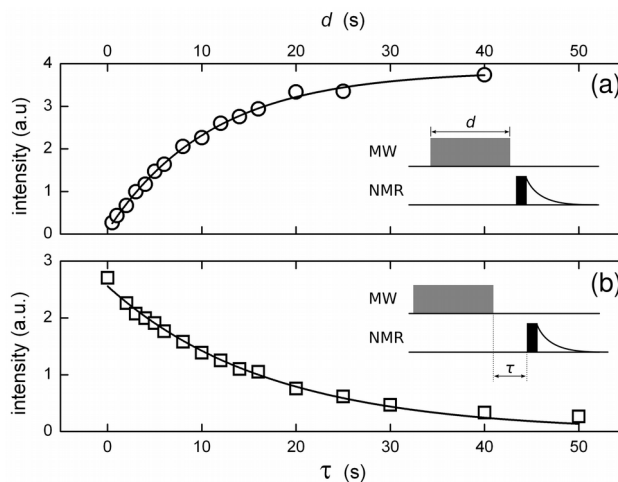 d (s)
0 10 20 30 40 50
4
3
2
1
0
intensity (a.u)
(a)
d
MW
NMR
3
2
1
0
intensity (a.u.)
(b)
MW
NMR
τ
0 10 20 30 40 50
τ (s)